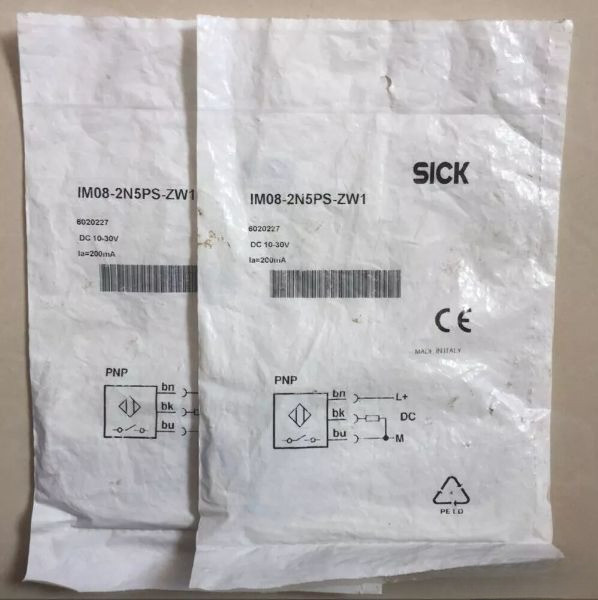 IM08-2N5PS-ZW1
6020227
DC 10-30V
Ia=200mA
PNP
bn
bk
bu
SICK
IM08-2N5PS-ZW1
6020227
DC 10-30V
Ia=200mA
CE
MADE IN ITALY
PNP
bn L+
bk DC
bu M
4
PE LD